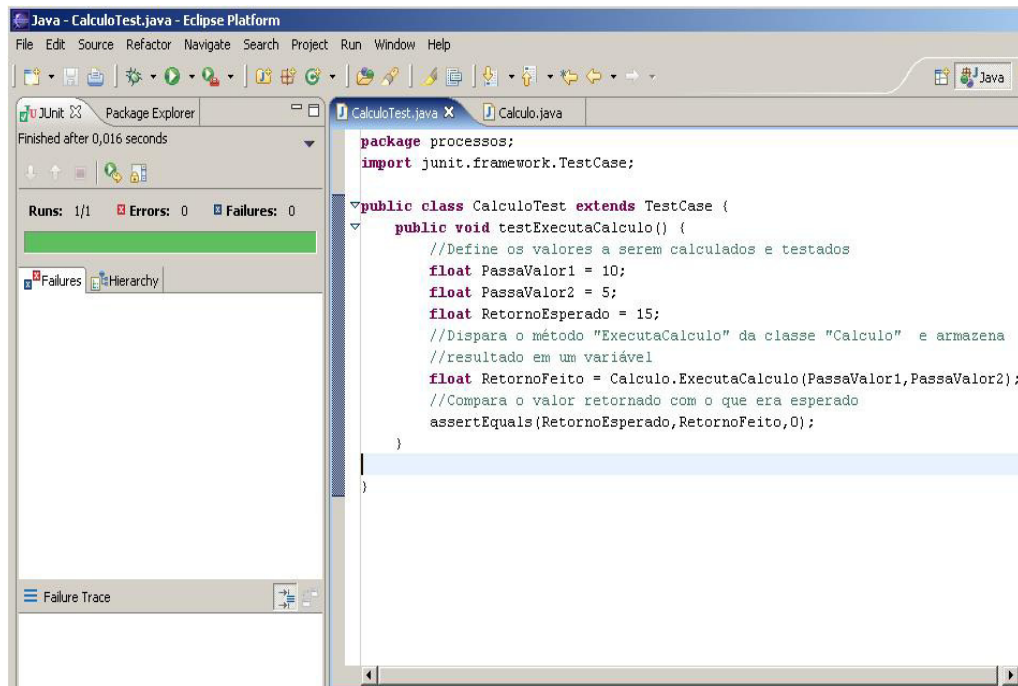 Java - CalculoTest.java - Eclipse Platform
File Edit Source Refactor Navigate Search Project Run Window Help
Java
JUnit Package Explorer
Finished after 0,016 seconds
Runs: 1/1 Errors: 0 Failures: 0
Failures Hierarchy
Failure Trace
CalculoTest.java Calculo.java
package processos;
import junit.framework.TestCase;
public class CalculoTest extends TestCase {
public void testExecutaCalculo() {
//Define os valores a serem calculados e testados
float PassaValor1 = 10;
float PassaValor2 = 5;
float RetornoEsperado = 15;
//Dispara o método "ExecutaCalculo" da classe "Calculo" e armazena
//resultado em um variável
float RetornoFeito = Calculo.ExecutaCalculo(PassaValor1,PassaValor2);
//Compara o valor retornado com o que era esperado
assertEquals(RetornoEsperado,RetornoFeito,0);
}
}